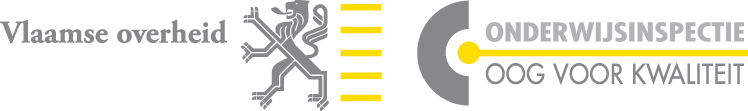 Vlaamse overheid
ONDERWIJSINSPECTIE
OOG VOOR KWALITEIT